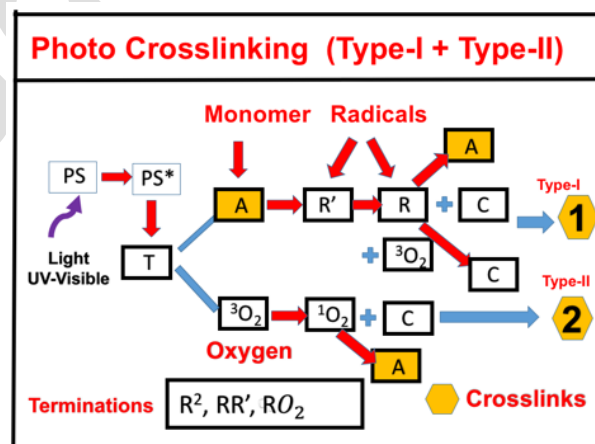 Photo Crosslinking (Type-I + Type-II)
Monomer Radicals
A
PS PS* A R' R + C Type-I 1
Light
UV-Visible
T + ³O₂ C
Type-II
³O₂ ¹O₂ + C 2
Oxygen A
Terminations R², RR', RO₂ Crosslinks